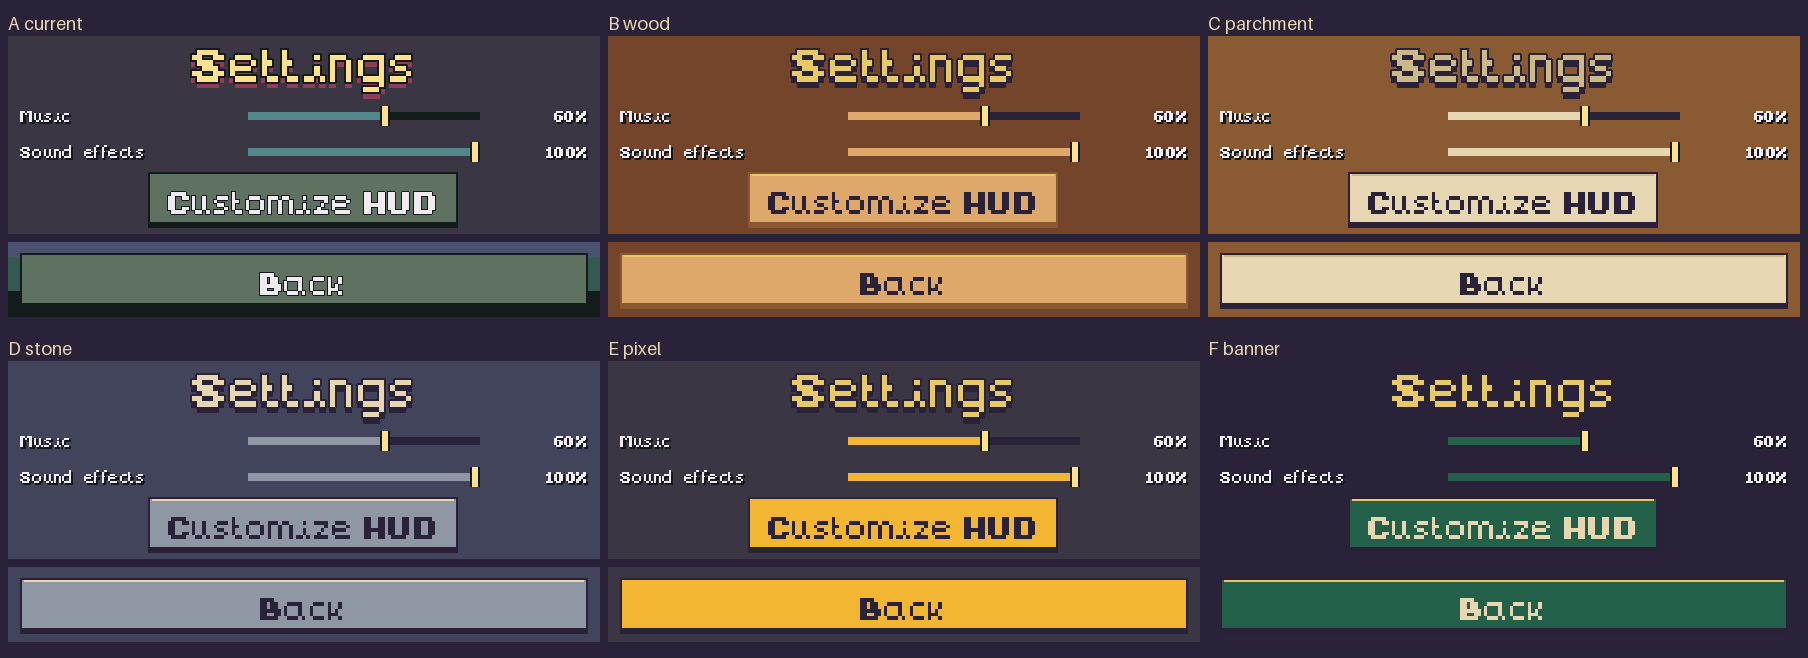 A current
Settings
Music 60%
Sound effects 100%
Customize HUD
Back
B wood
Settings
Music 60%
Sound effects 100%
Customize HUD
Back
C parchment
Settings
Music 60%
Sound effects 100%
Customize HUD
Back
D stone
Settings
Music 60%
Sound effects 100%
Customize HUD
Back
E pixel
Settings
Music 60%
Sound effects 100%
Customize HUD
Back
F banner
Settings
Music 60%
Sound effects 100%
Customize HUD
Back